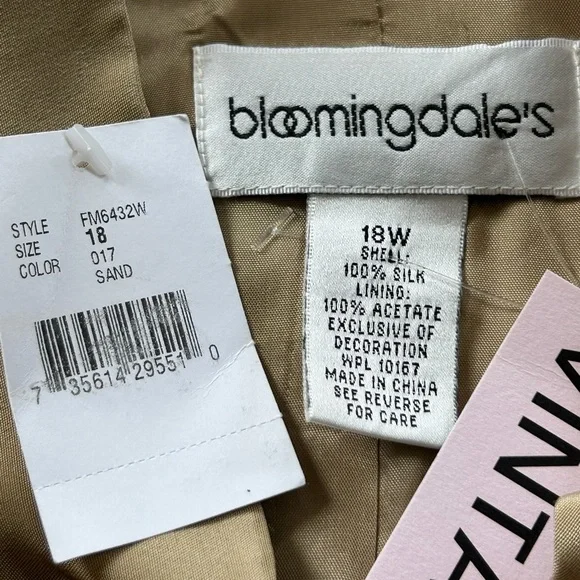 bloomingdale's
18W
SHELL:
100% SILK
LINING:
100% ACETATE
EXCLUSIVE OF
DECORATION
WPL 10167
MADE IN CHINA
SEE REVERSE
FOR CARE
STYLE FM6432W
SIZE 18
COLOR 017
SAND
7 35614 29551 0
VINTA